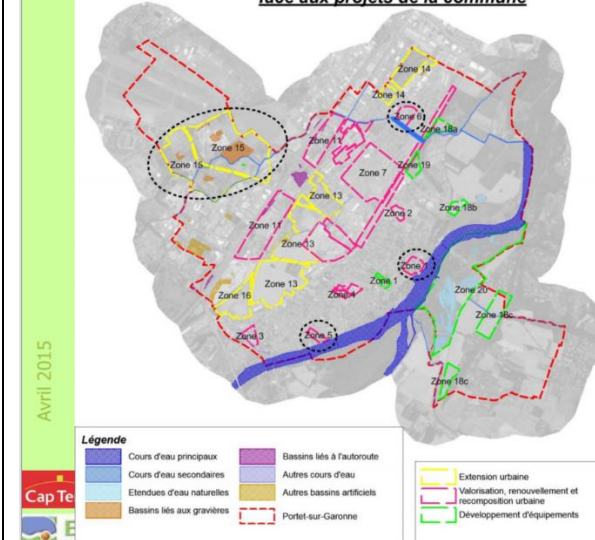 face aux projets de la commune
Zone 14
Zone 14
Zone 6
Zone 18a
Zone 11
Zone 15
Zone 15
Zone 19
Zone 7
Zone 13
Zone 2
Zone 18b
Zone 11
Zone 13
Zone 13
Zone 1
Zone 4
Zone 16
Zone 20
Zone 18c
Zone 3
Zone 5
Zone 18c
Avril 2015
Légende
Cours d'eau principaux
Cours d'eau secondaires
Etendues d'eau naturelles
Bassins liés aux gravières
Bassins liés à l'autoroute
Autres cours d'eau
Autres bassins artificiels
Portet-sur-Garonne
Extension urbaine
Valorisation, renouvellement et
recomposition urbaine
Développement d'équipements
Cap Te